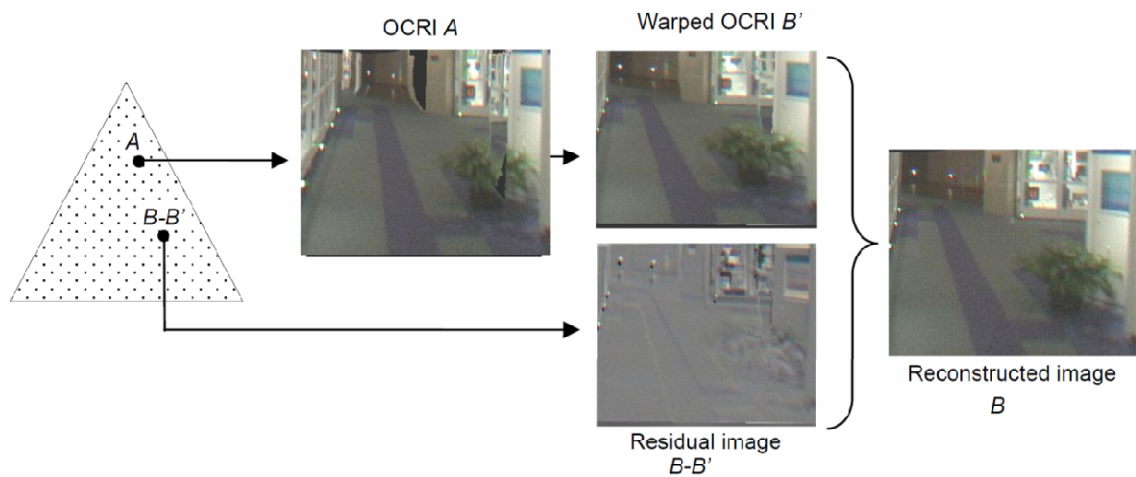 OCRI A
Warped OCRI B’
A
B-B’
Reconstructed image
B
Residual image
B-B’